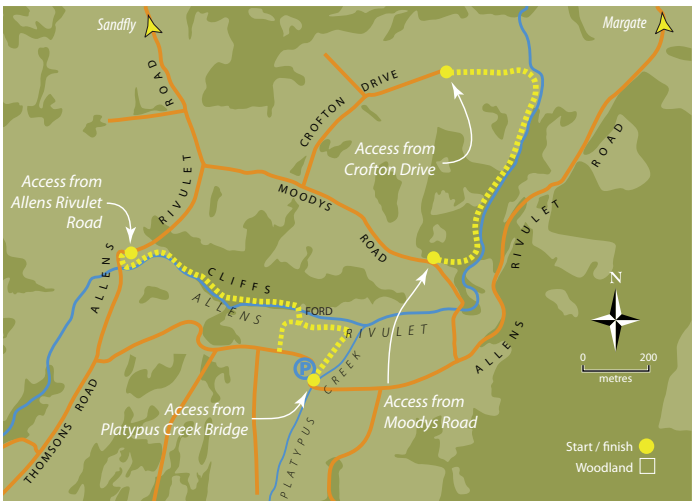 Sandfly
Margate
ROAD
CROFTON DRIVE
Access from
Crofton Drive
ROAD
RIVULET
MOODYS
ROAD
Access from
Allens Rivulet
Road
RIVULET
ALLENS
CLIFFS
ALLENS
FORD
RIVULET
N
0 200
metres
ALLENS
P
CREEK
Access from
Platypus Creek Bridge
Access from
Moodys Road
THOMSONS ROAD
PLATYPUS
Start / finish
Woodland